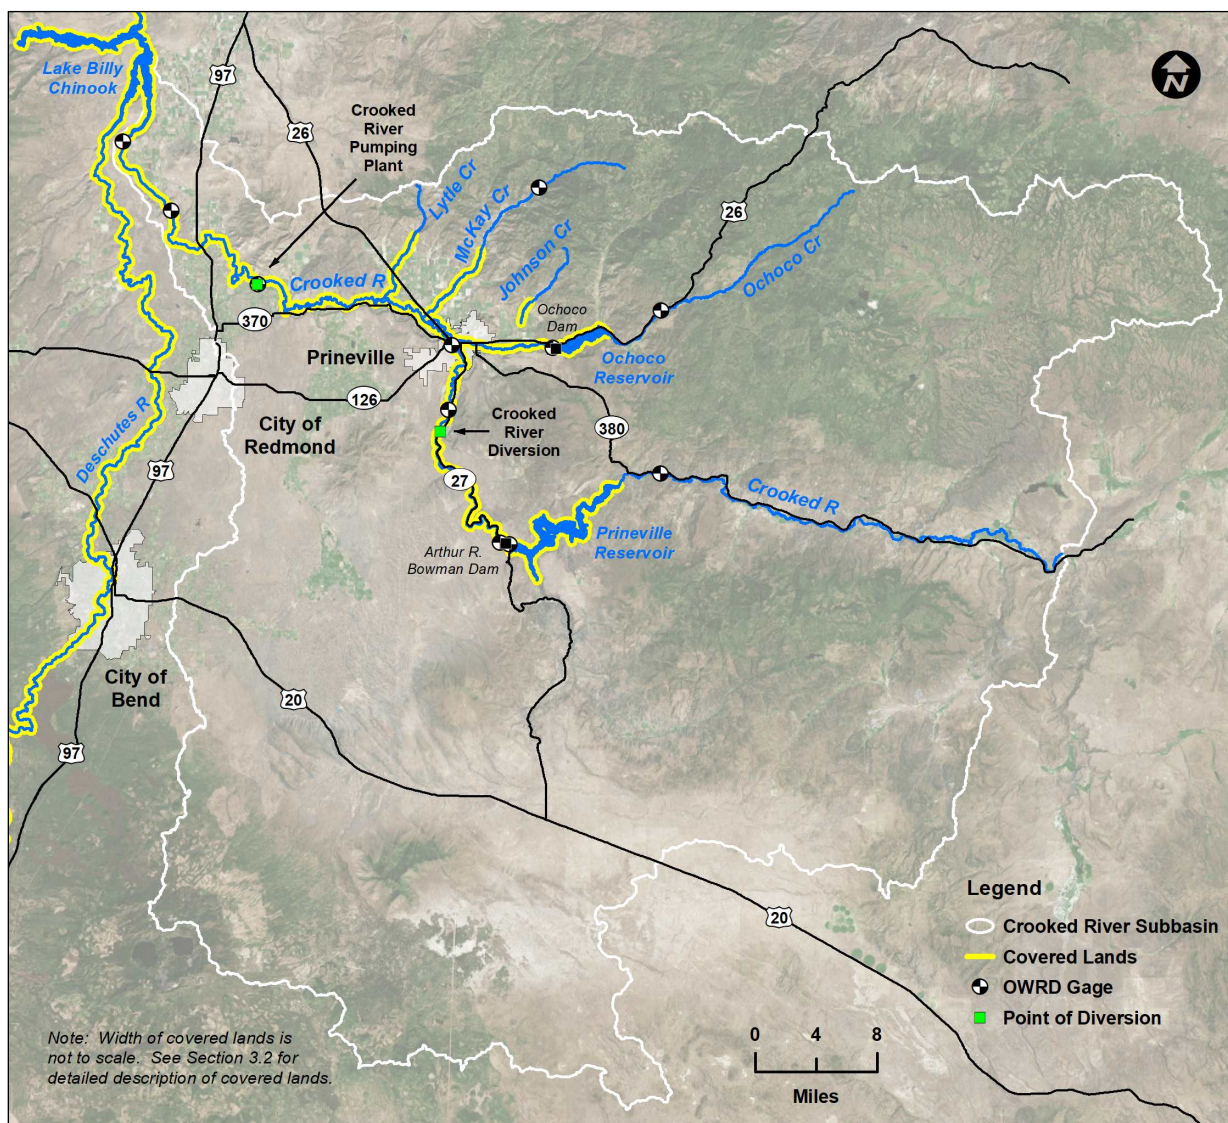 Lake Billy
Chinook
97
26
Crooked
River
Pumping
Plant
Lytle Cr
McKay Cr
Johnson Cr
26
Ochoco Cr
Crooked R
370
Ochoco
Dam
Prineville
Ochoco
Reservoir
126
City of
Redmond
Deschutes R
97
Crooked
River
Diversion
380
27
Crooked R
Prineville
Reservoir
Arthur R.
Bowman Dam
City of
Bend
20
97
20
Legend
Crooked River Subbasin
Covered Lands
OWRD Gage
Point of Diversion
0 4 8
Miles
Note: Width of covered lands is
not to scale. See Section 3.2 for
detailed description of covered lands.
N